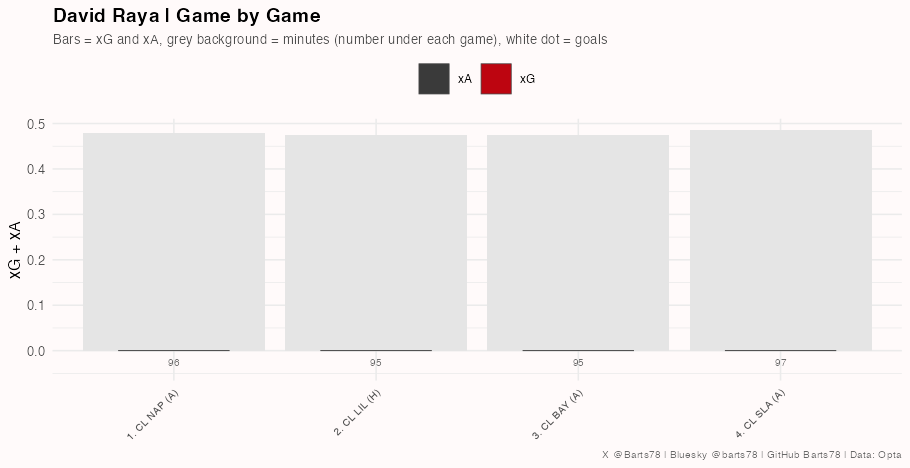 David Raya | Game by Game
Bars = xG and xA, grey background = minutes (number under each game), white dot = goals
xA
xG
xG + xA
0.5
0.4
0.3
0.2
0.1
0.0
96
95
95
97
1. CL NAP (A)
2. CL LIL (H)
3. CL BAY (A)
4. CL SLA (A)
X @Barts78 | Bluesky @barts78 | GitHub Barts78 | Data: Opta